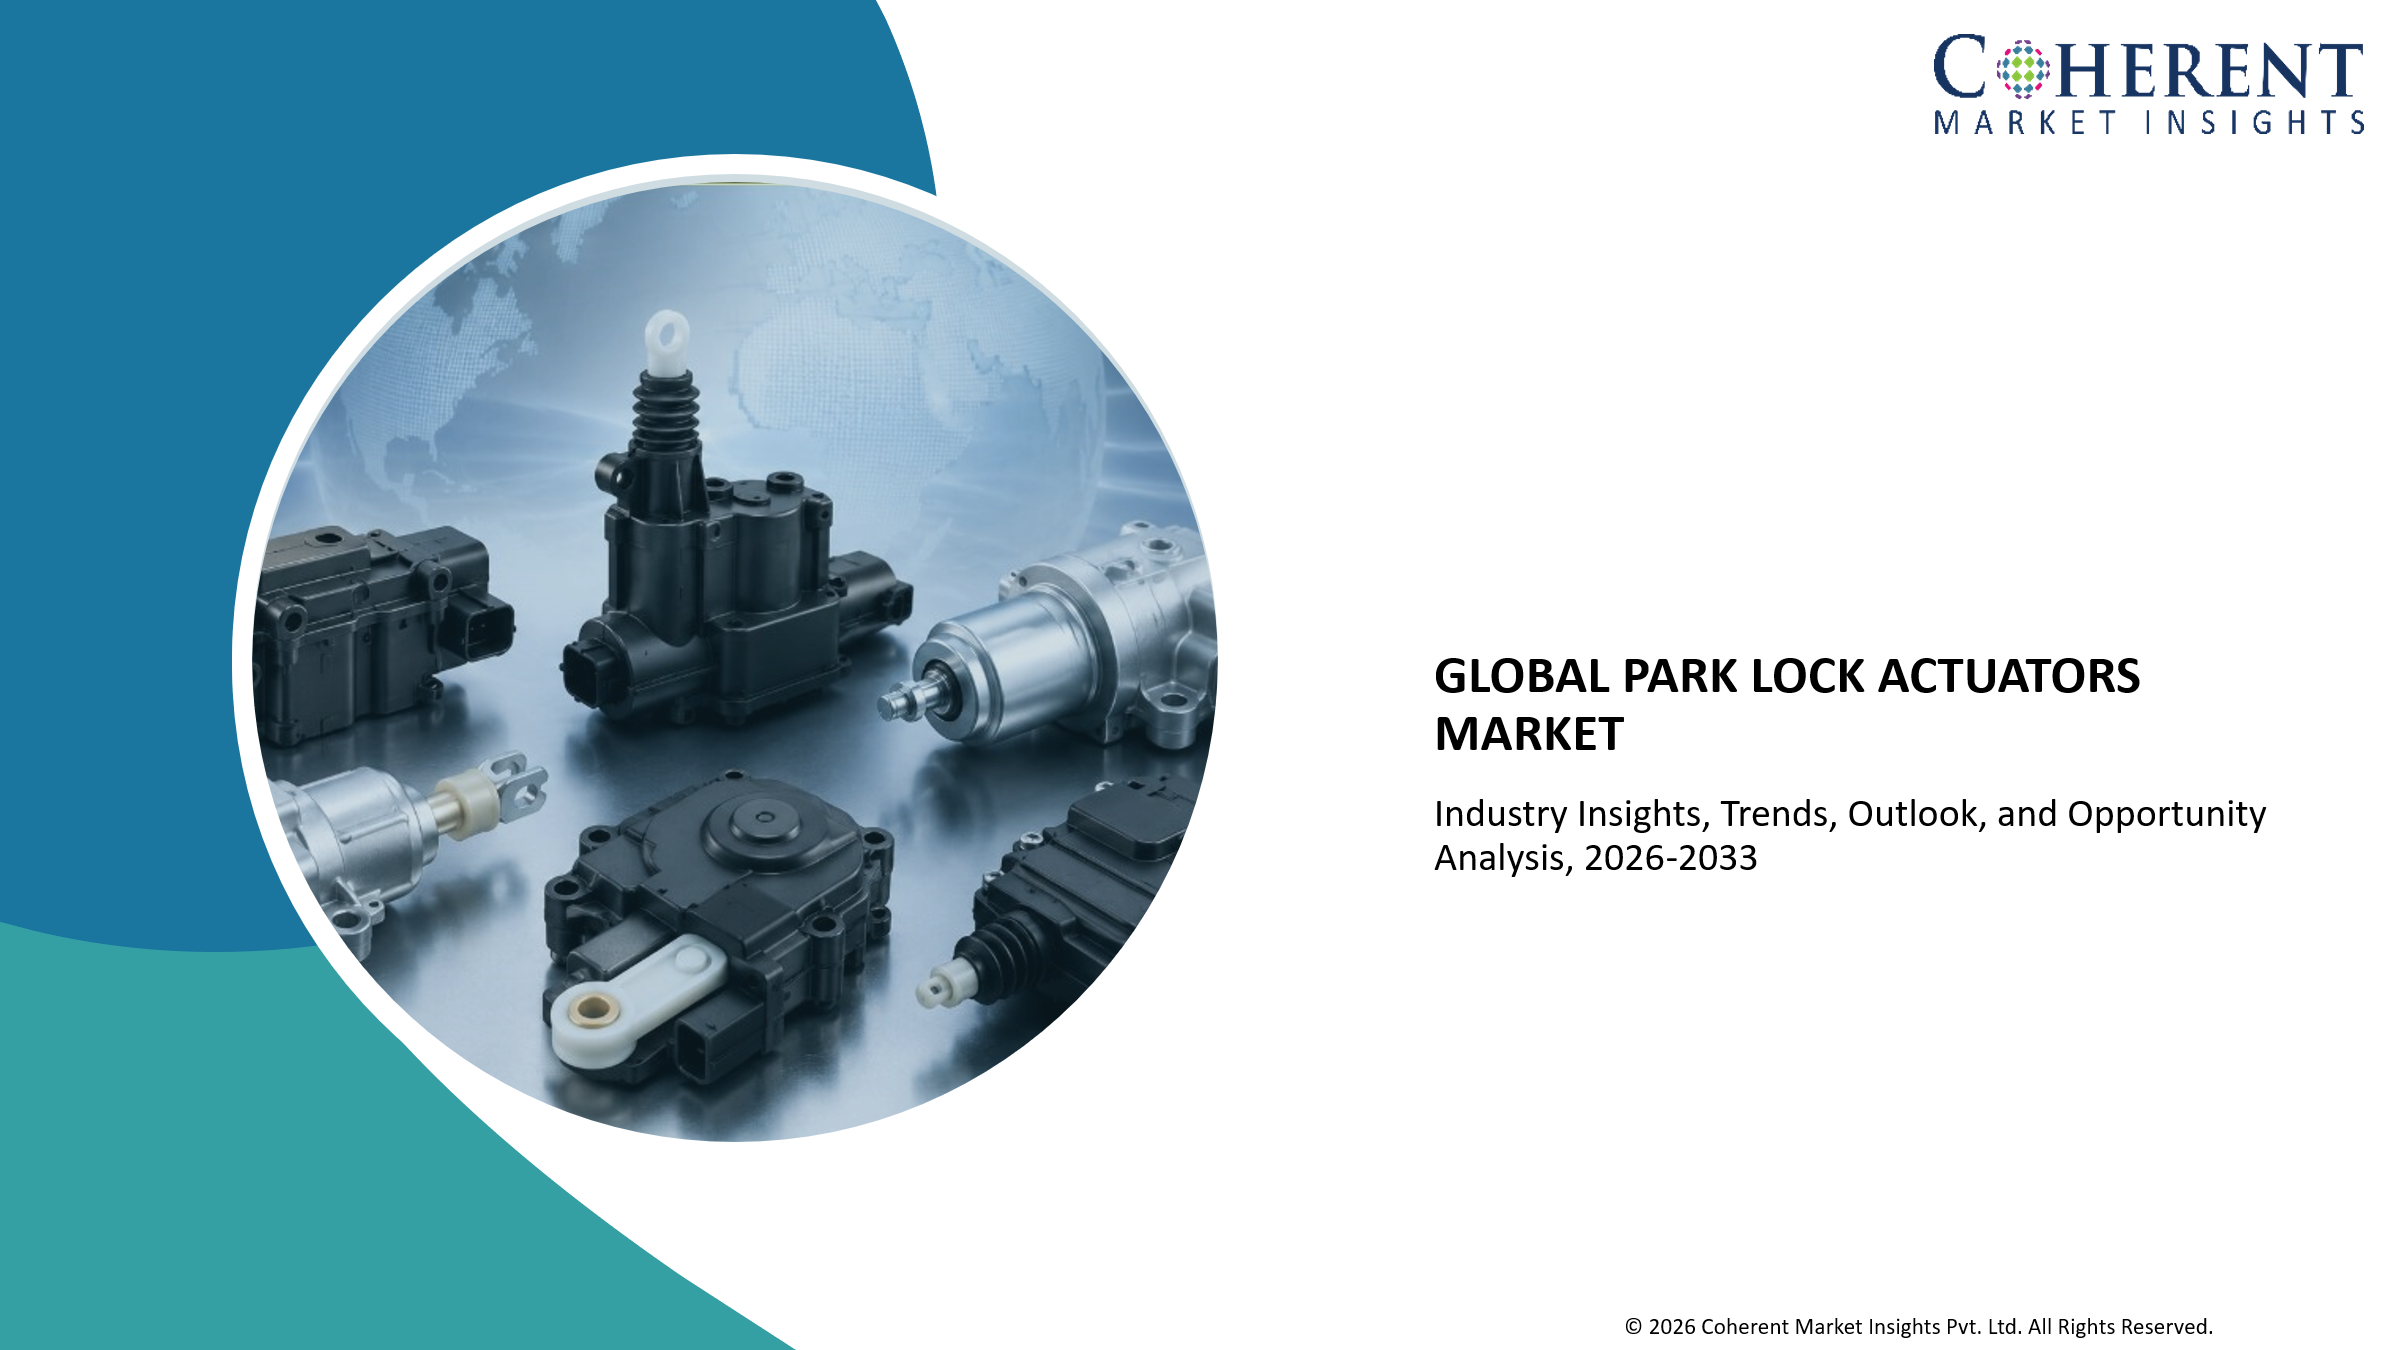 COHERENT
MARKET INSIGHTS
GLOBAL PARK LOCK ACTUATORS
MARKET
Industry Insights, Trends, Outlook, and Opportunity
Analysis, 2026-2033
© 2026 Coherent Market Insights Pvt. Ltd. All Rights Reserved.